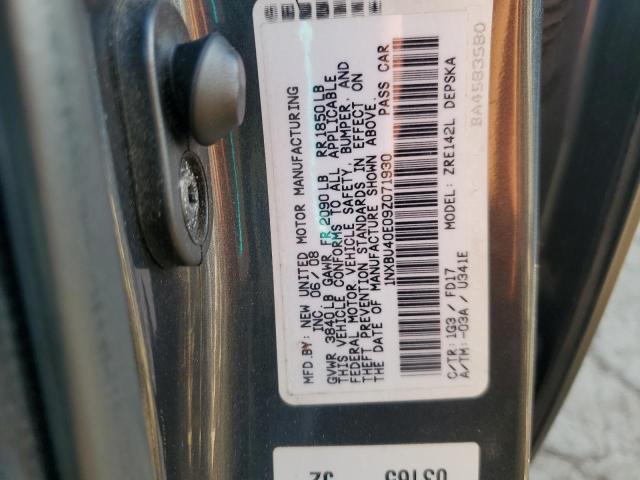 MFD.BY: NEW UNITED MOTOR MANUFACTURING
INC. 06/08
GVWR 3840LB GAWR FR 2090LB RR1850LB
THIS VEHICLE CONFORMS TO ALL APPLICABLE
FEDERAL MOTOR VEHICLE SAFETY, BUMPER, AND
THEFT PREVENTION STANDARDS IN EFFECT ON
THE DATE OF MANUFACTURE SHOWN ABOVE.
1NXBU40E09Z071930 PASS CAR
MODEL: ZRE142L DEPSKA
C/TR: 1G3 / FD17
A/TM: -03A / U341E
BA4583580